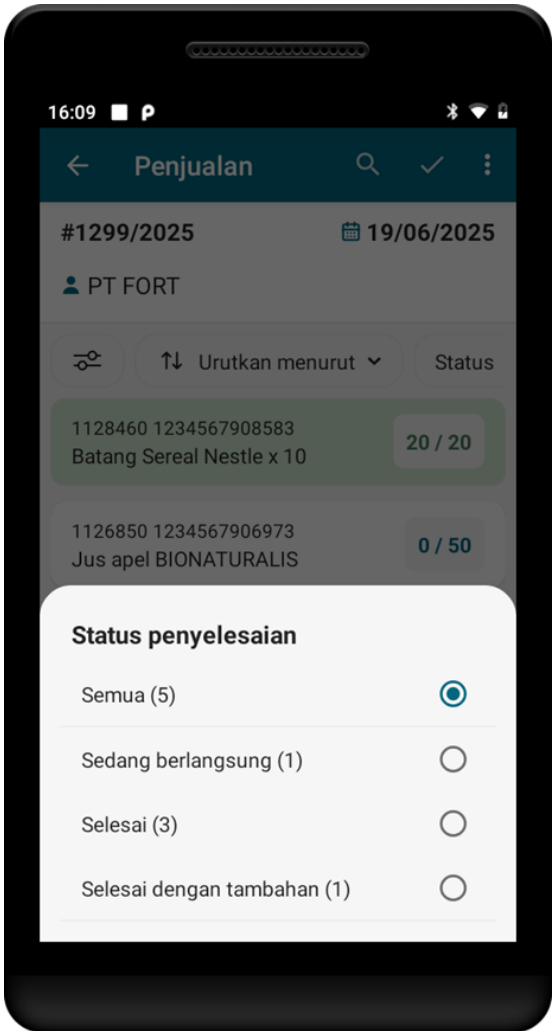 16:09
Penjualan
#1299/2025 19/06/2025
PT FORT
Urutkan menurut Status
1128460 1234567908583
Batang Sereal Nestle x 10
20 / 20
1126850 1234567906973
Jus apel BIONATURALIS
0 / 50
Status penyelesaian
Semua (5)
Sedang berlangsung (1)
Selesai (3)
Selesai dengan tambahan (1)